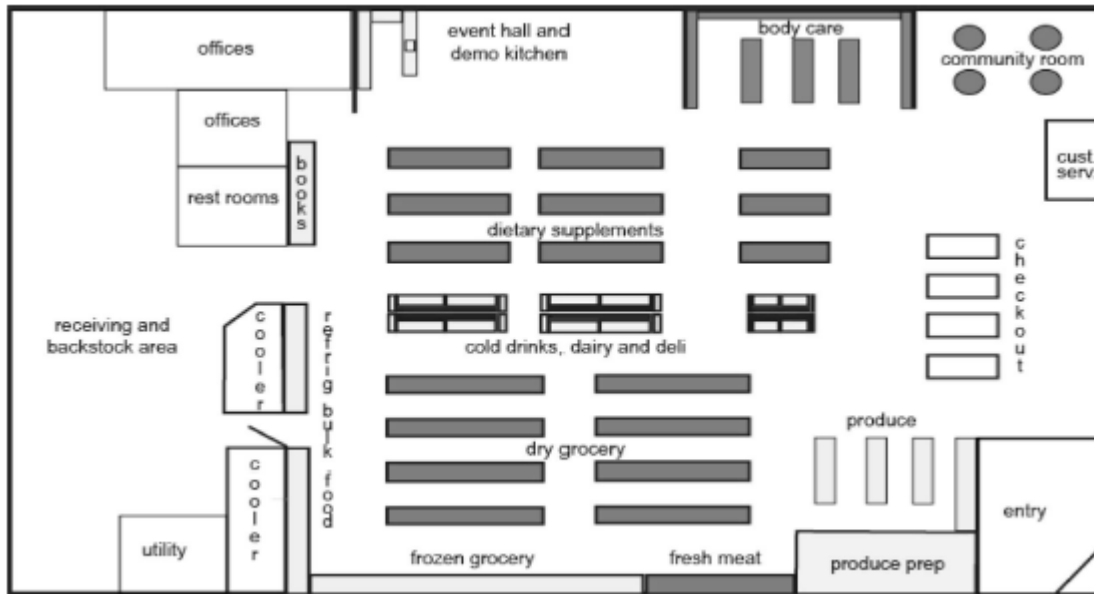 offices
event hall and
demo kitchen
body care
community room
offices
books
rest rooms
cust.
serv.
dietary supplements
checkout
receiving and
backstock area
cooler
refrig bulk food
cold drinks, dairy and deli
produce
dry grocery
cooler
entry
utility
frozen grocery
fresh meat
produce prep